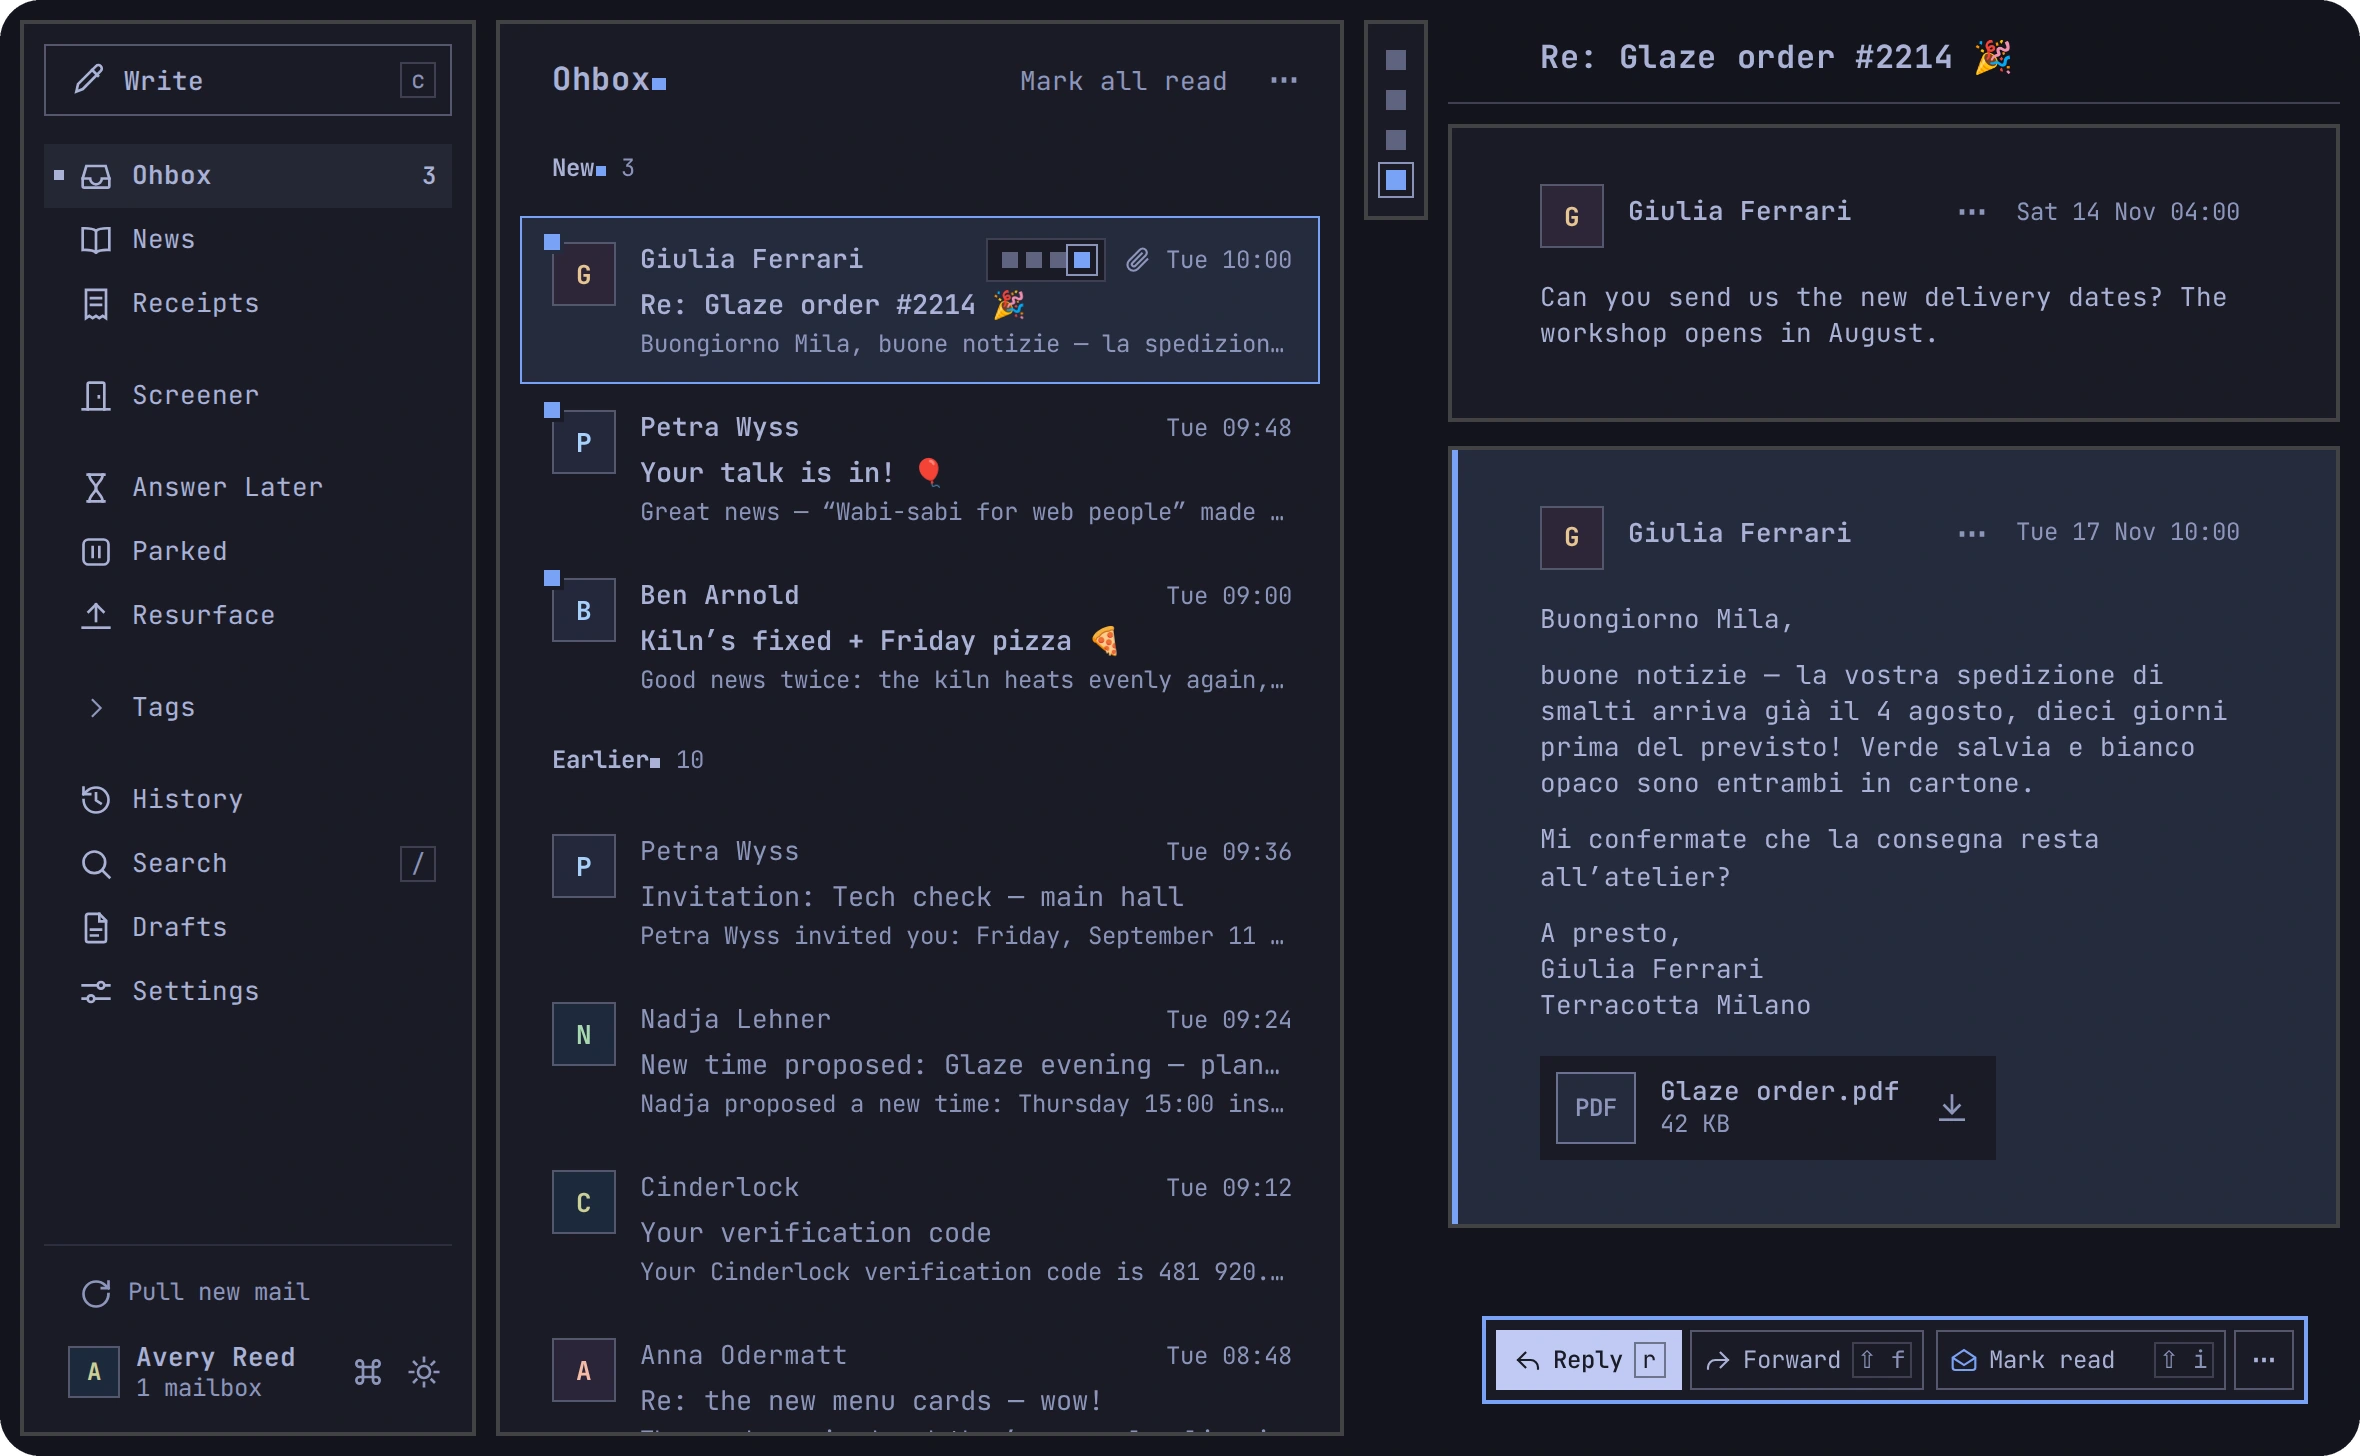 Write c
Ohbox 3
News
Receipts
Screener
Answer Later
Parked
Resurface
Tags
History
Search /
Drafts
Settings
Pull new mail
A Avery Reed
1 mailbox
Ohbox Mark all read ···
New 3
G Giulia Ferrari Tue 10:00
Re: Glaze order #2214 🎉
Buongiorno Mila, buone notizie — la spedizion…
P Petra Wyss Tue 09:48
Your talk is in! 🎈
Great news — “Wabi-sabi for web people” made …
B Ben Arnold Tue 09:00
Kiln’s fixed + Friday pizza 🍕
Good news twice: the kiln heats evenly again,…
Earlier 10
P Petra Wyss Tue 09:36
Invitation: Tech check — main hall
Petra Wyss invited you: Friday, September 11 …
N Nadja Lehner Tue 09:24
New time proposed: Glaze evening — plan…
Nadja proposed a new time: Thursday 15:00 ins…
C Cinderlock Tue 09:12
Your verification code
Your Cinderlock verification code is 481 920.…
A Anna Odermatt Tue 08:48
Re: the new menu cards — wow!
Re: Glaze order #2214 🎉
G Giulia Ferrari ··· Sat 14 Nov 04:00
Can you send us the new delivery dates? The
workshop opens in August.
G Giulia Ferrari ··· Tue 17 Nov 10:00
Buongiorno Mila,
buone notizie — la vostra spedizione di
smalti arriva già il 4 agosto, dieci giorni
prima del previsto! Verde salvia e bianco
opaco sono entrambi in cartone.
Mi confermate che la consegna resta
all’atelier?
A presto,
Giulia Ferrari
Terracotta Milano
PDF Glaze order.pdf
42 KB
Reply r Forward ⇧ f Mark read ⇧ i ···